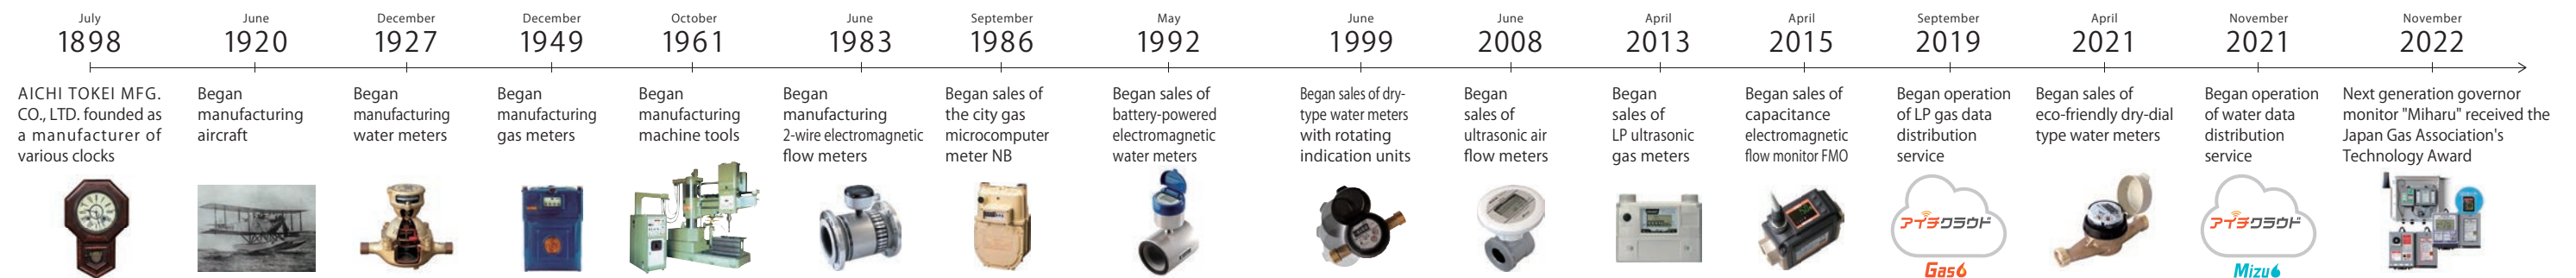 July
1898
AICHI TOKEI MFG.
CO., LTD. founded as
a manufacturer of
various clocks
June
1920
Began
manufacturing
aircraft
December
1927
Began
manufacturing
water meters
December
1949
Began
manufacturing
gas meters
October
1961
Began
manufacturing
machine tools
June
1983
Began
manufacturing
2-wire electromagnetic
flow meters
September
1986
Began sales of
the city gas
microcomputer
meter NB
May
1992
Began sales of
battery-powered
electromagnetic
water meters
June
1999
Began sales of dry-
type water meters
with rotating
indication units
June
2008
Began
sales of
ultrasonic air
flow meters
April
2013
Began
sales of
LP ultrasonic
gas meters
April
2015
Began sales of
capacitance
electromagnetic
flow monitor FMO
September
2019
Began operation
of LP gas data
distribution
service
アイチクラウド
Gas
April
2021
Began sales of
eco-friendly dry-dial
type water meters
November
2021
Began operation
of water data
distribution
service
アイチクラウド
Mizu
November
2022
Next generation governor
monitor "Miharu" received the
Japan Gas Association's
Technology Award